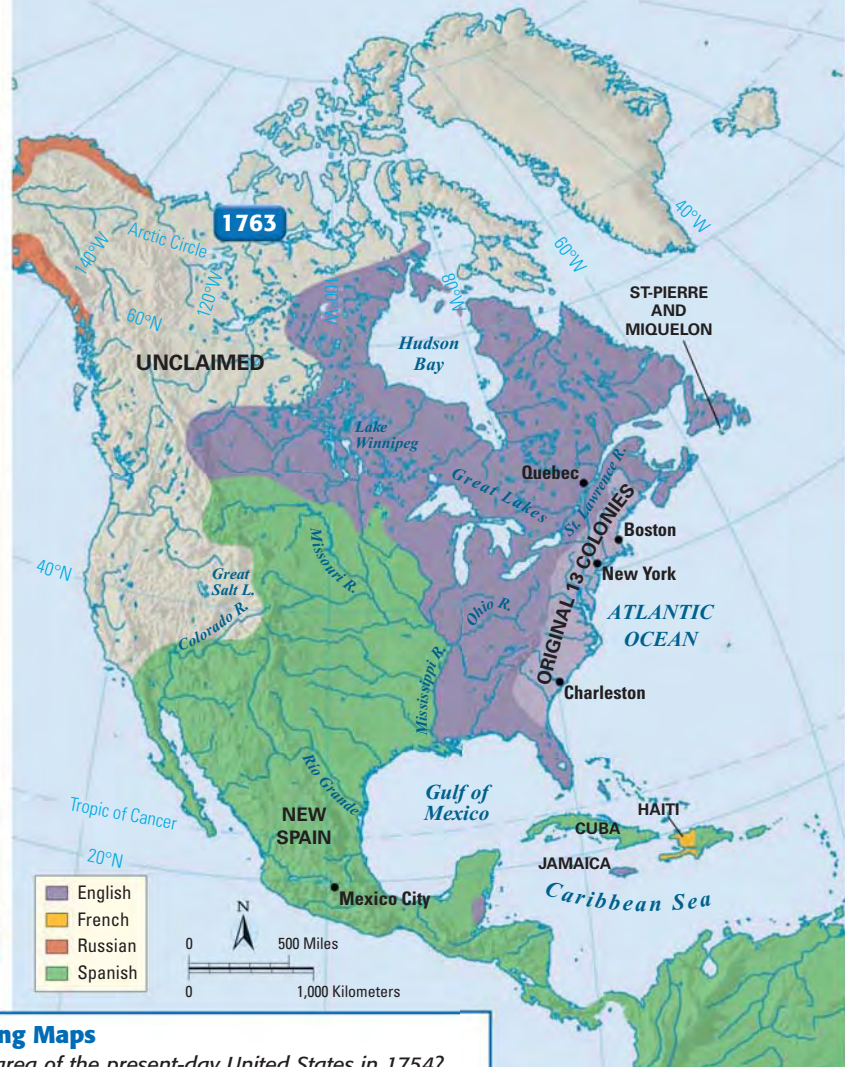 1763
Arctic Circle
140°W
120°W
100°W
80°W
60°W
40°W
60°N
ST-PIERRE
AND
MIQUELON
UNCLAIMED
Hudson
Bay
Lake
Winnipeg
Quebec
Great Lakes
St. Lawrence R.
ORIGINAL 13 COLONIES
Boston
New York
Missouri R.
40°N
Great
Salt L.
Colorado R.
Ohio R.
ATLANTIC
OCEAN
Mississippi R.
Charleston
Rio Grande
Gulf of
Mexico
Tropic of Cancer
NEW
SPAIN
HAITI
CUBA
20°N
JAMAICA
Mexico City
Caribbean Sea
English
French
Russian
Spanish
N
0 500 Miles
0 1,000 Kilometers
ng Maps
area of the present-day United States in 1754?